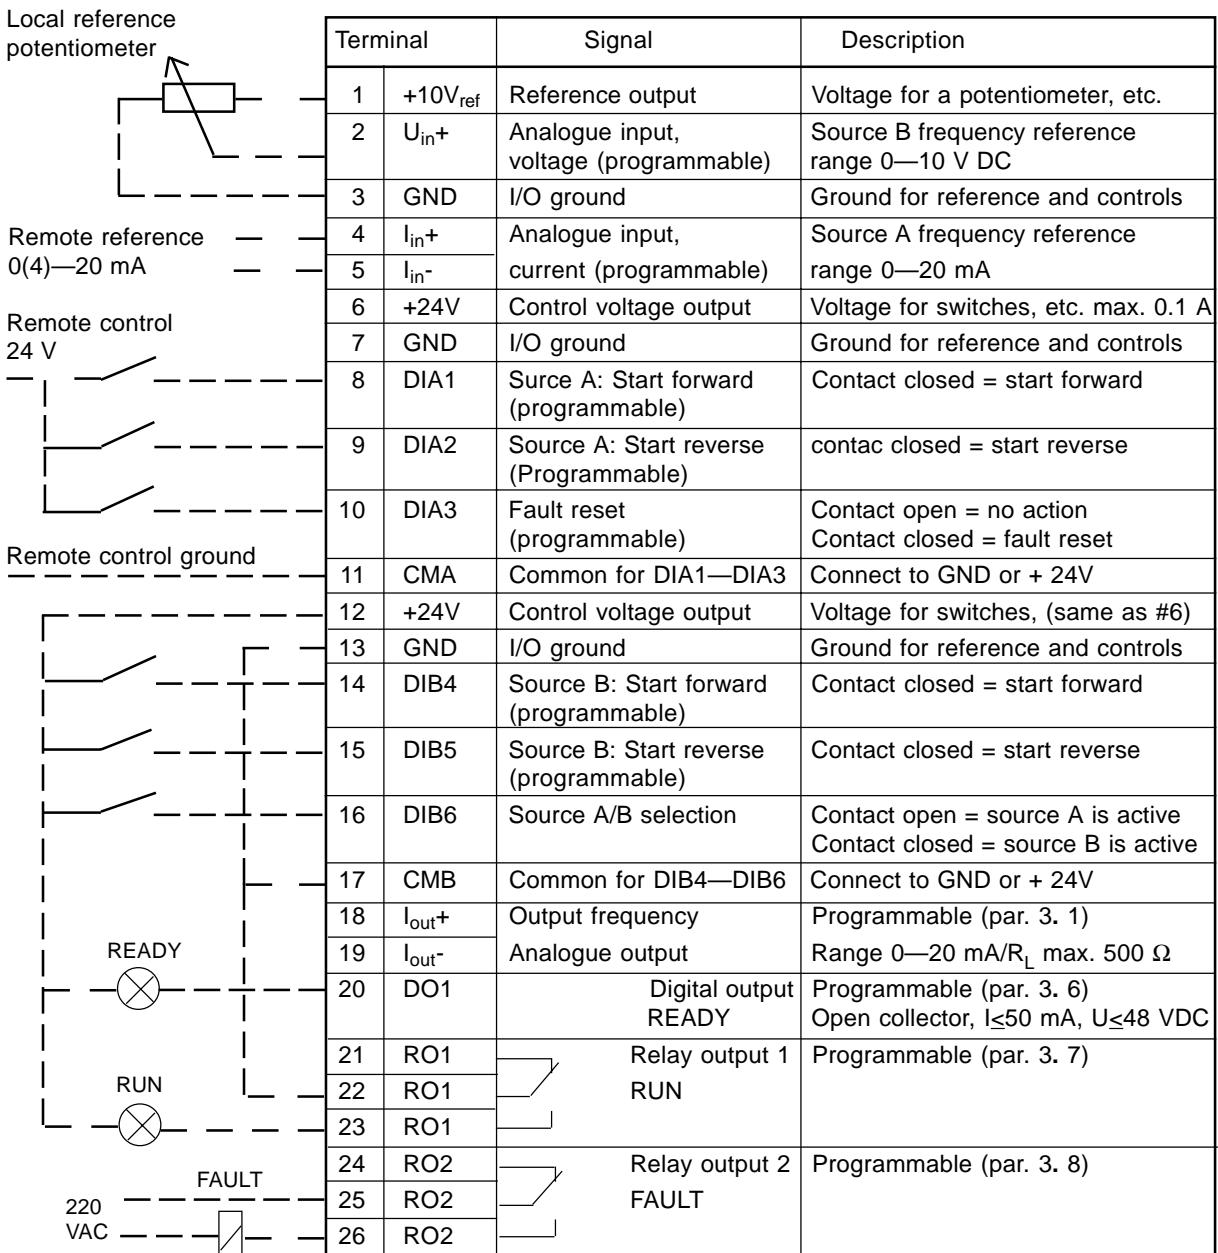 Local reference
potentiometer
Terminal Signal Description
1 +10Vref Reference output Voltage for a potentiometer, etc.
2 Uin+ Analogue input, Source B frequency reference
voltage (programmable) range 0—10 V DC
3 GND I/O ground Ground for reference and controls
Remote reference
0(4)—20 mA
4 Iin+ Analogue input, Source A frequency reference
5 Iin- current (programmable) range 0—20 mA
6 +24V Control voltage output Voltage for switches, etc. max. 0.1 A
Remote control
24 V
7 GND I/O ground Ground for reference and controls
8 DIA1 Surce A: Start forward Contact closed = start forward
(programmable)
9 DIA2 Source A: Start reverse contac closed = start reverse
(Programmable)
10 DIA3 Fault reset Contact open = no action
(programmable) Contact closed = fault reset
Remote control ground
11 CMA Common for DIA1—DIA3 Connect to GND or + 24V
12 +24V Control voltage output Voltage for switches, (same as #6)
13 GND I/O ground Ground for reference and controls
14 DIB4 Source B: Start forward Contact closed = start forward
(programmable)
15 DIB5 Source B: Start reverse Contact closed = start reverse
(programmable)
16 DIB6 Source A/B selection Contact open = source A is active
Contact closed = source B is active
17 CMB Common for DIB4—DIB6 Connect to GND or + 24V
18 Iout+ Output frequency Programmable (par. 3. 1)
READY
19 Iout- Analogue output Range 0—20 mA/RL max. 500 Ω
20 DO1 Digital output Programmable (par. 3. 6)
READY Open collector, I≤50 mA, U≤48 VDC
21 RO1 Relay output 1 Programmable (par. 3. 7)
RUN
22 RO1 RUN
23 RO1
24 RO2 Relay output 2 Programmable (par. 3. 8)
FAULT
25 RO2 FAULT
220
VAC
26 RO2